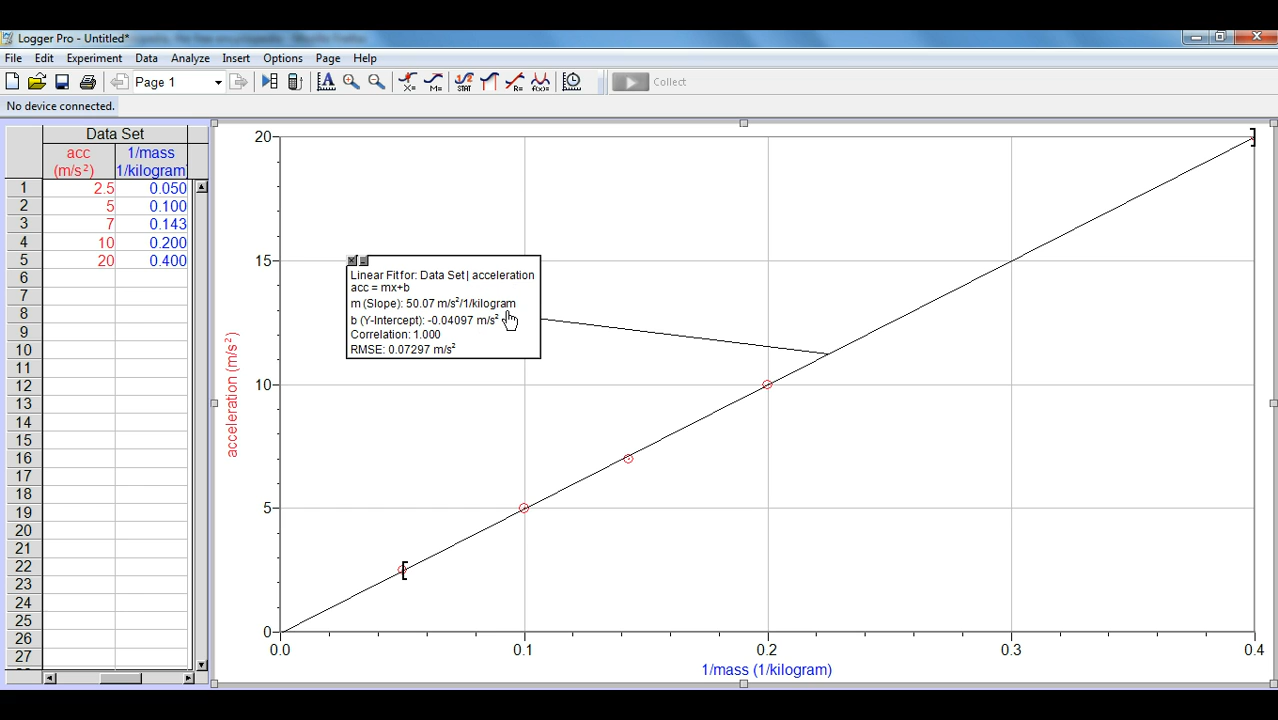 Logger Pro - Untitled*
File Edit Experiment Data Analyze Insert Options Page Help
Page 1 X= M= STAT R= f(x)= Collect
No device connected.
Data Set
acc 1/mass
(m/s²) 1/kilogram
1 2.5 0.050
2 5 0.100
3 7 0.143
4 10 0.200
5 20 0.400
6
7
8
9
10
11
12
13
14
15
16
17
18
19
20
21
22
23
24
25
26
27
acceleration (m/s²)
20
15
10
5
0
Linear Fit for: Data Set | acceleration
acc = mx+b
m (Slope): 50.07 m/s²/1/kilogram
b (Y-Intercept): -0.04097 m/s²
Correlation: 1.000
RMSE: 0.07297 m/s²
0.0 0.1 0.2 0.3 0.4
1/mass (1/kilogram)